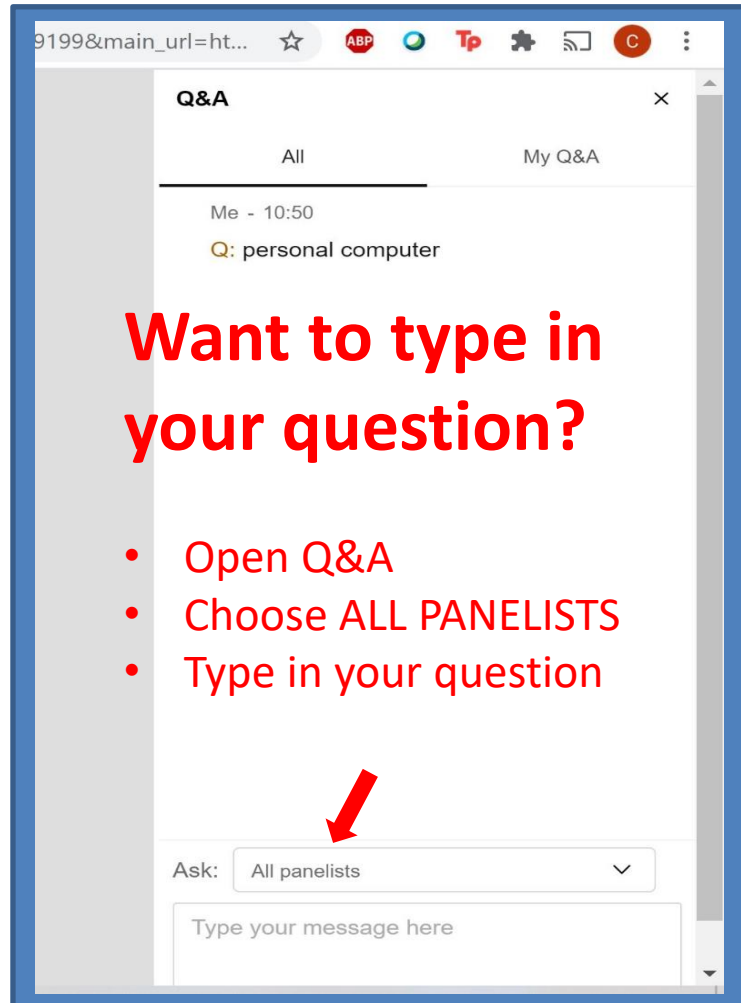 9199&main_url=ht...
ABP
Tp
C
Q&A
All
My Q&A
Me - 10:50
Q: personal computer
Want to type in
your question?
• Open Q&A
• Choose ALL PANELISTS
• Type in your question
Ask:
All panelists
Type your message here